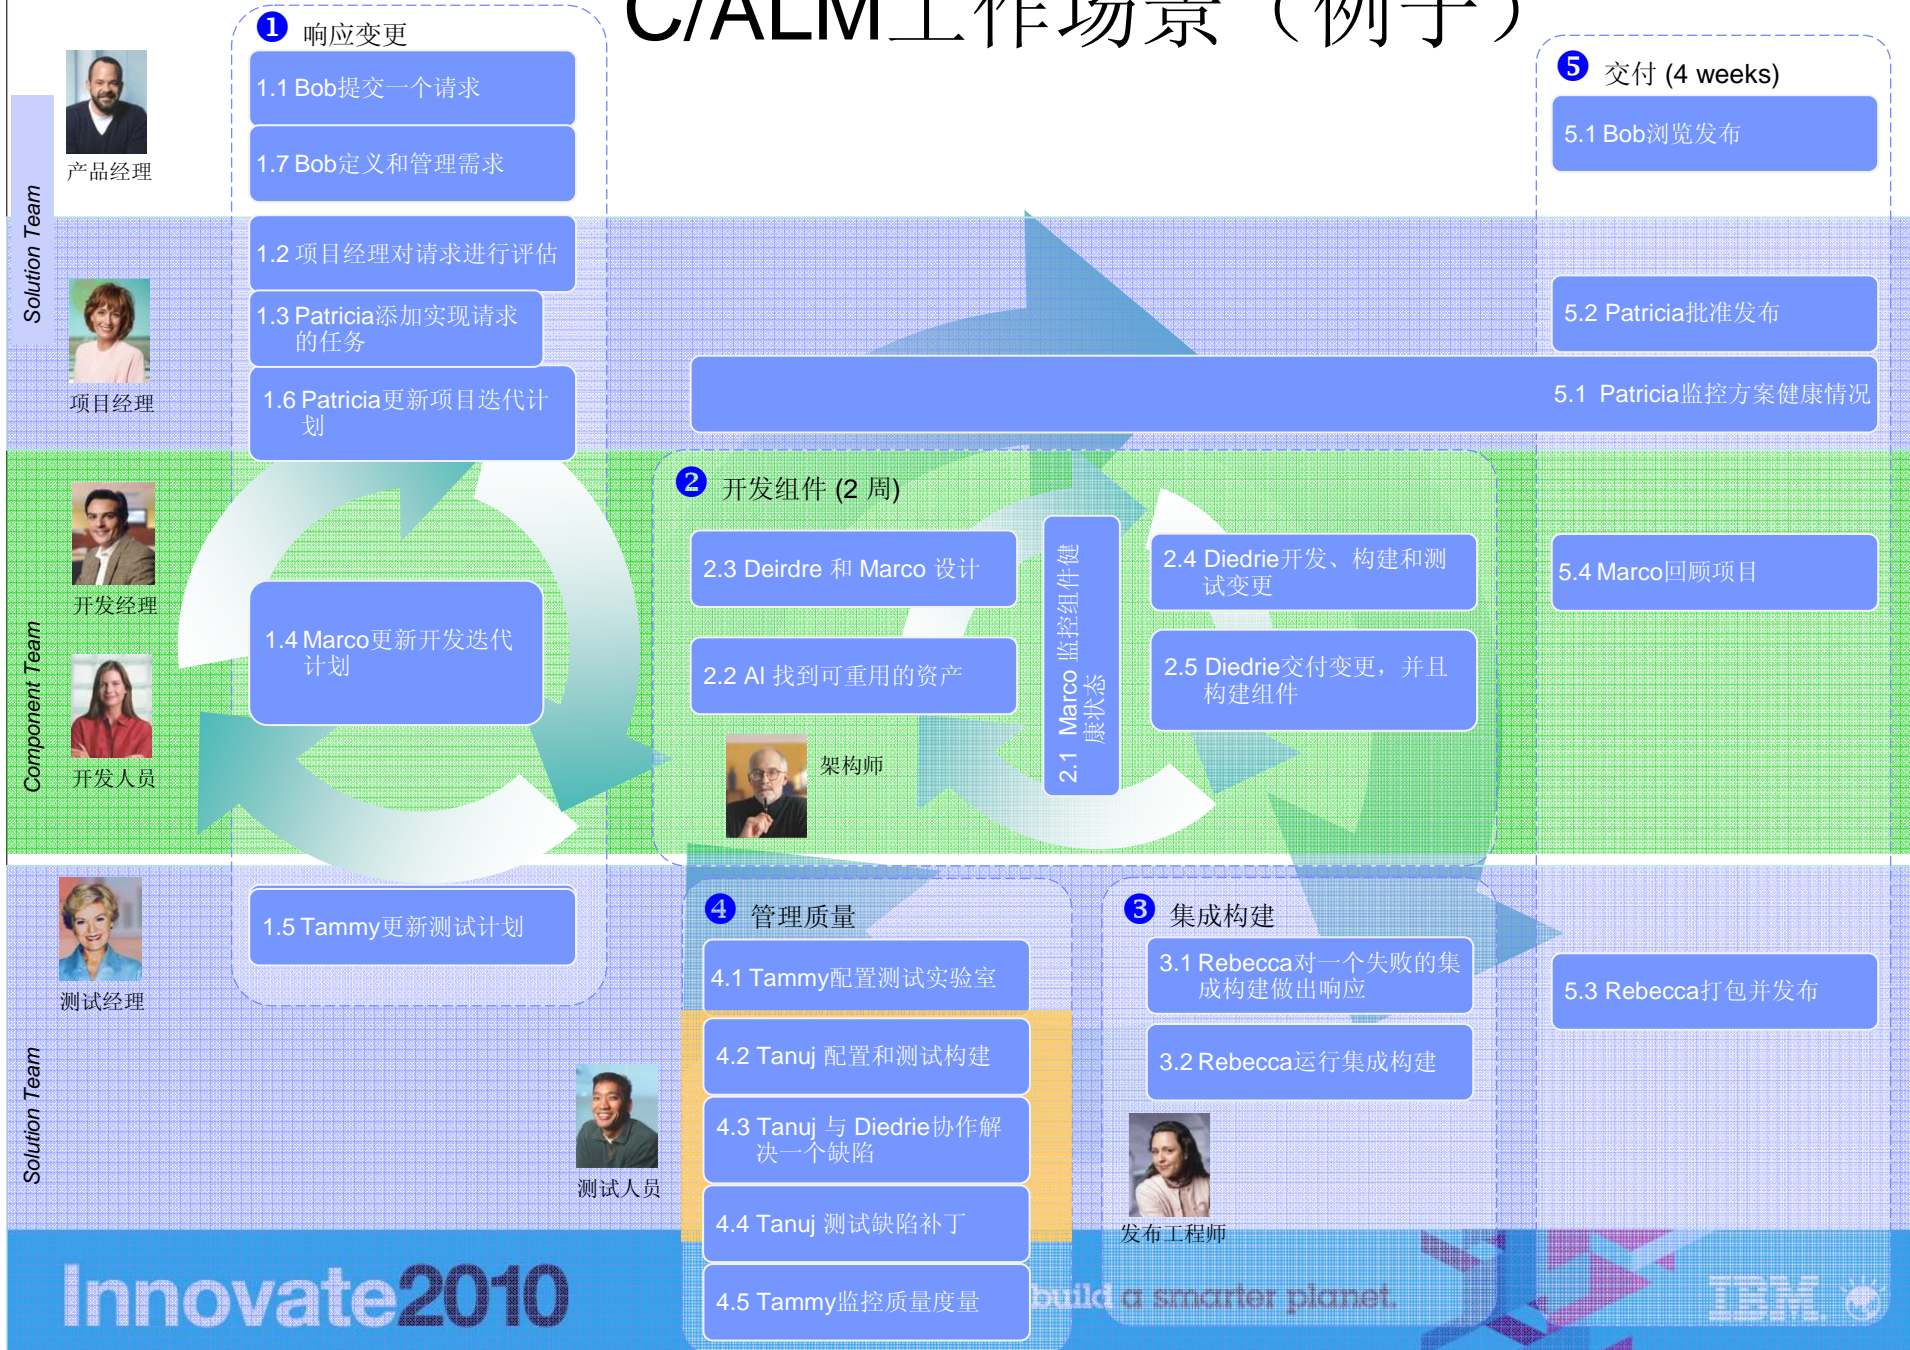 C/ALM工作场景（例子）
❶ 响应变更
1.1 Bob提交一个请求
1.7 Bob定义和管理需求
1.2 项目经理对请求进行评估
1.3 Patricia添加实现请求
的任务
1.6 Patricia更新项目迭代计
划
1.4 Marco更新开发迭代
计划
1.5 Tammy更新测试计划
产品经理
Solution Team
项目经理
开发经理
Component Team
开发人员
测试经理
Solution Team
测试人员
❷ 开发组件 (2 周)
2.3 Deirdre 和 Marco 设计
2.2 Al 找到可重用的资产
架构师
2.1 Marco 监控组件健
康状态
2.4 Diedrie开发、构建和测
试变更
2.5 Diedrie交付变更，并且
构建组件
❹ 管理质量
4.1 Tammy配置测试实验室
4.2 Tanuj 配置和测试构建
4.3 Tanuj 与 Diedrie协作解
决一个缺陷
4.4 Tanuj 测试缺陷补丁
4.5 Tammy监控质量度量
❸ 集成构建
3.1 Rebecca对一个失败的集
成构建做出响应
3.2 Rebecca运行集成构建
发布工程师
❺ 交付 (4 weeks)
5.1 Bob浏览发布
5.2 Patricia批准发布
5.1 Patricia监控方案健康情况
5.4 Marco回顾项目
5.3 Rebecca打包并发布
Innovate2010
build a smarter planet.
IBM